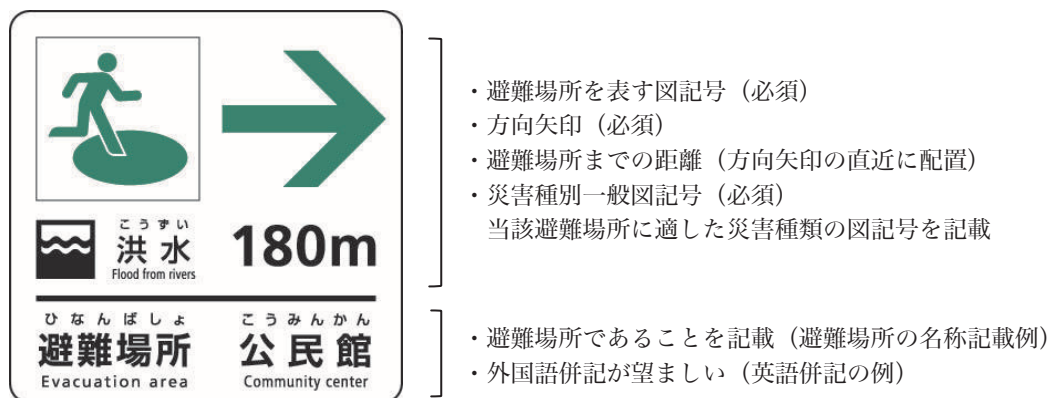 こうずい
洪水
Flood from rivers
180m
ひなんばしょ
避難場所
Evacuation area
こうみんかん
公民館
Community center
・避難場所を表す図記号（必須）
・方向矢印（必須）
・避難場所までの距離（方向矢印の直近に配置）
・災害種別一般図記号（必須）
当該避難場所に適した災害種類の図記号を記載
・避難場所であることを記載（避難場所の名称記載例）
・外国語併記が望ましい（英語併記の例）